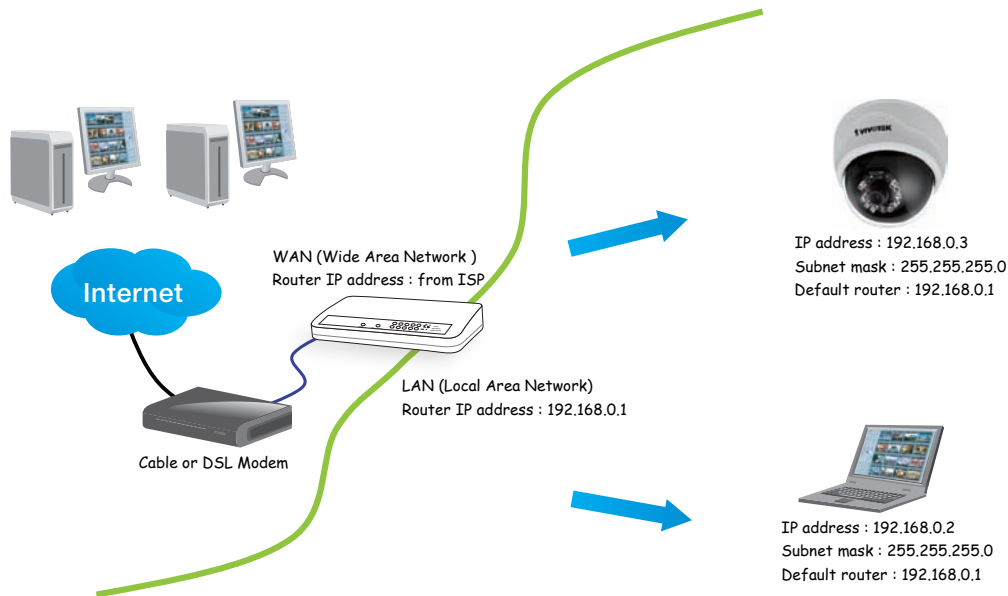 VIVOTEK
WAN (Wide Area Network )
Router IP address : from ISP
Internet
IP address : 192.168.0.3
Subnet mask : 255.255.255.0
Default router : 192.168.0.1
LAN (Local Area Network)
Router IP address : 192.168.0.1
Cable or DSL Modem
IP address : 192.168.0.2
Subnet mask : 255.255.255.0
Default router : 192.168.0.1